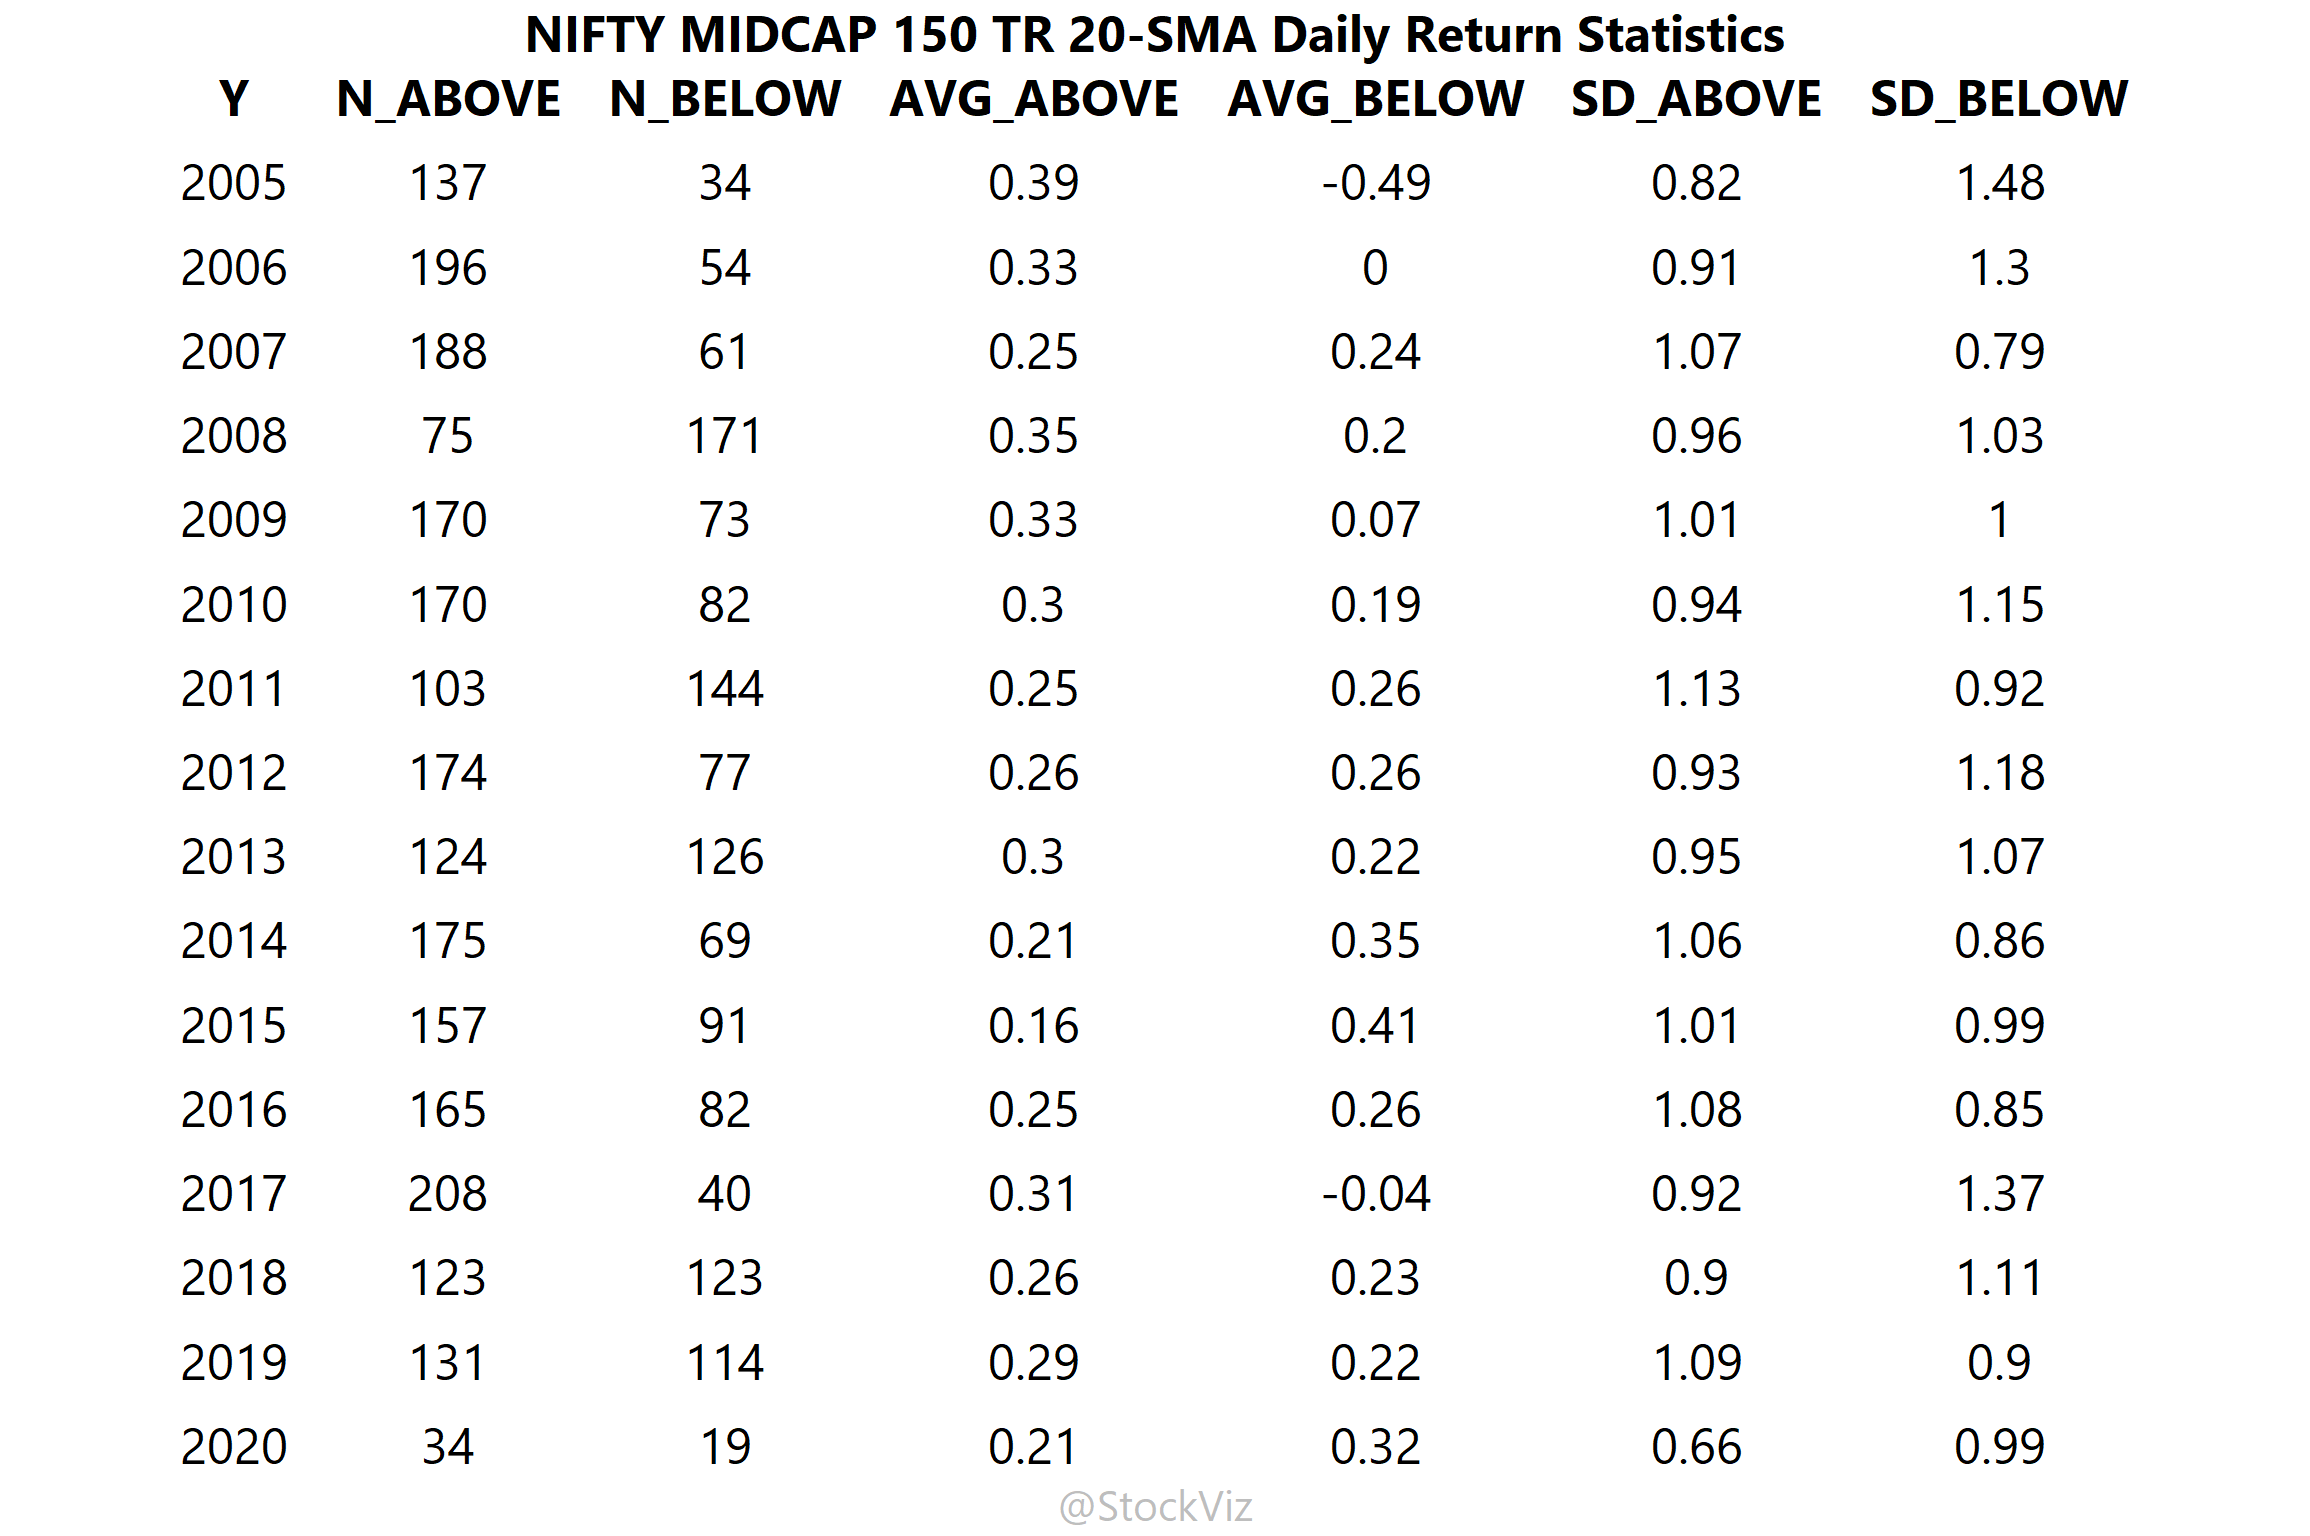 NIFTY MIDCAP 150 TR 20-SMA Daily Return Statistics
Y N_ABOVE N_BELOW AVG_ABOVE AVG_BELOW SD_ABOVE SD_BELOW
2005 137 34 0.39 -0.49 0.82 1.48
2006 196 54 0.33 0 0.91 1.3
2007 188 61 0.25 0.24 1.07 0.79
2008 75 171 0.35 0.2 0.96 1.03
2009 170 73 0.33 0.07 1.01 1
2010 170 82 0.3 0.19 0.94 1.15
2011 103 144 0.25 0.26 1.13 0.92
2012 174 77 0.26 0.26 0.93 1.18
2013 124 126 0.3 0.22 0.95 1.07
2014 175 69 0.21 0.35 1.06 0.86
2015 157 91 0.16 0.41 1.01 0.99
2016 165 82 0.25 0.26 1.08 0.85
2017 208 40 0.31 -0.04 0.92 1.37
2018 123 123 0.26 0.23 0.9 1.11
2019 131 114 0.29 0.22 1.09 0.9
2020 34 19 0.21 0.32 0.66 0.99
@StockViz